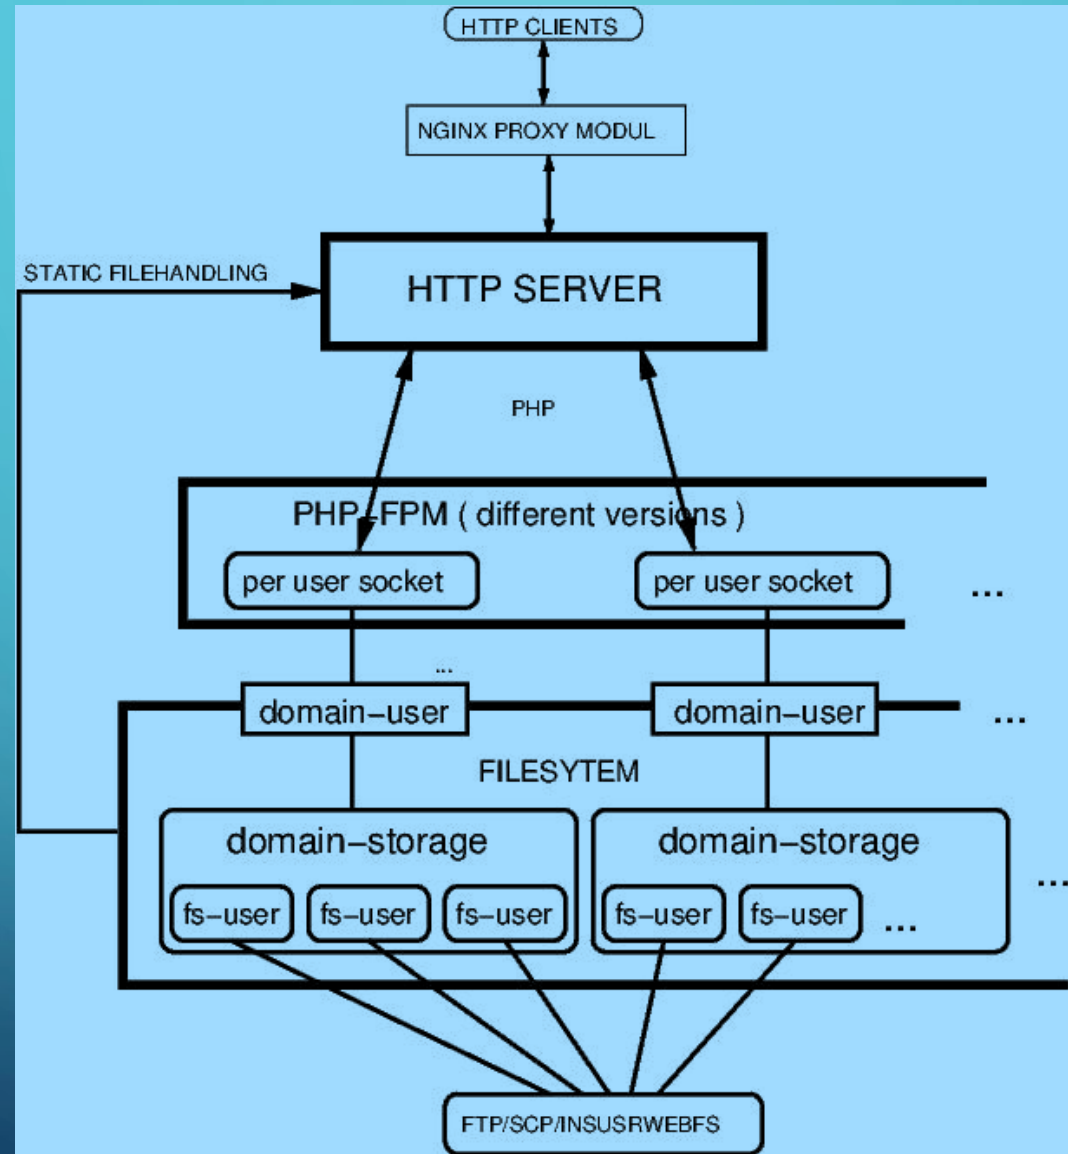 HTTP CLIENTS
NGINX PROXY MODUL
STATIC FILEHANDLING
HTTP SERVER
PHP
PHP-FPM ( different versions )
per user socket
per user socket
...
...
domain-user
domain-user
...
FILESYTEM
domain-storage
domain-storage
...
fs-user
fs-user
fs-user
fs-user
fs-user
...
FTP/SCP/INSUSRWEBFS